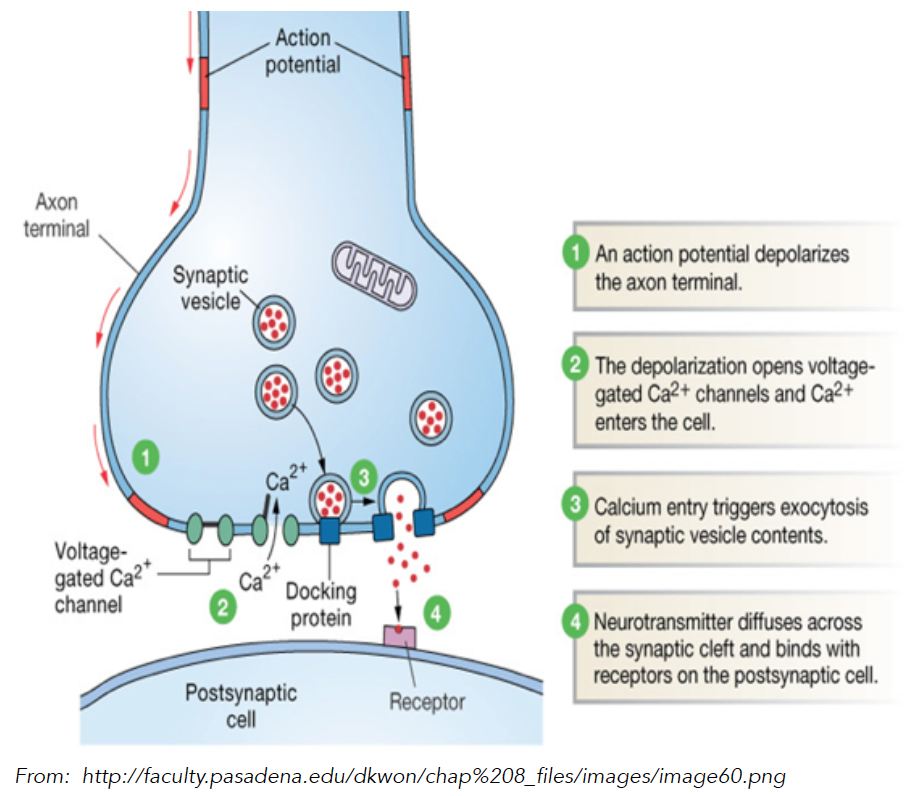 Action
potential
Axon
terminal
Synaptic
vesicle
1
3
Ca2+
Voltage-
gated Ca2+
channel
2
Ca2+
Docking
protein
4
Postsynaptic
cell
Receptor
1 An action potential depolarizes
the axon terminal.
2 The depolarization opens voltage-
gated Ca2+ channels and Ca2+
enters the cell.
3 Calcium entry triggers exocytosis
of synaptic vesicle contents.
4 Neurotransmitter diffuses across
the synaptic cleft and binds with
receptors on the postsynaptic cell.
From: http://faculty.pasadena.edu/dkwon/chap%208_files/images/image60.png